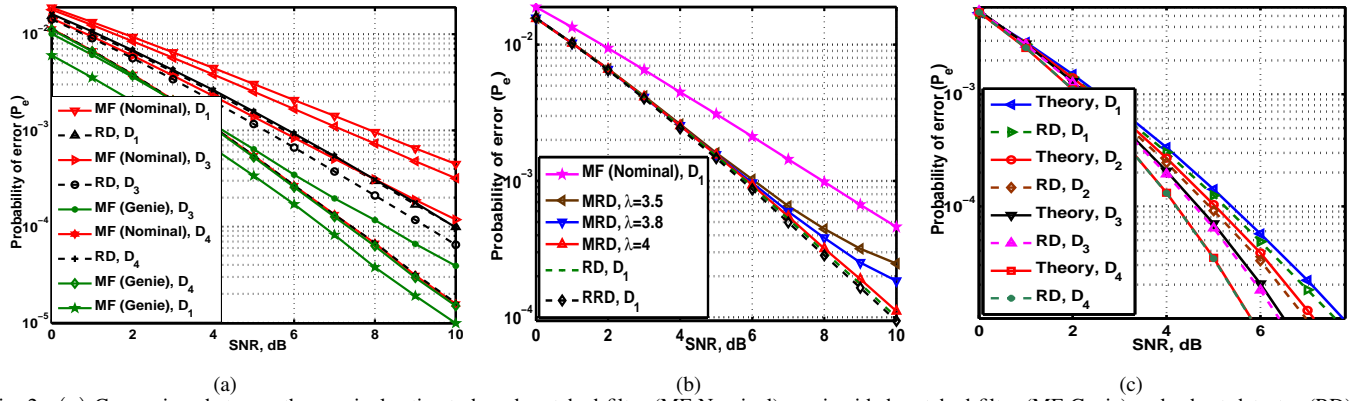 Probability of error (P_e)
10^-2
10^-3
10^-4
10^-5
MF (Nominal), D_1
RD, D_1
MF (Nominal), D_3
RD, D_3
MF (Genie), D_3
MF (Nominal), D_4
RD, D_4
MF (Genie), D_4
MF (Genie), D_1
0 2 4 6 8 10
SNR, dB
(a)
Probability of error (P_e)
10^-2
10^-3
10^-4
MF (Nominal), D_1
MRD, λ=3.5
MRD, λ=3.8
MRD, λ=4
RD, D_1
RRD, D_1
0 2 4 6 8 10
SNR, dB
(b)
Probability of error (P_e)
10^-3
10^-4
Theory, D_1
RD, D_1
Theory, D_2
RD, D_2
Theory, D_3
RD, D_3
Theory, D_4
RD, D_4
0 2 4 6
SNR, dB
(c)